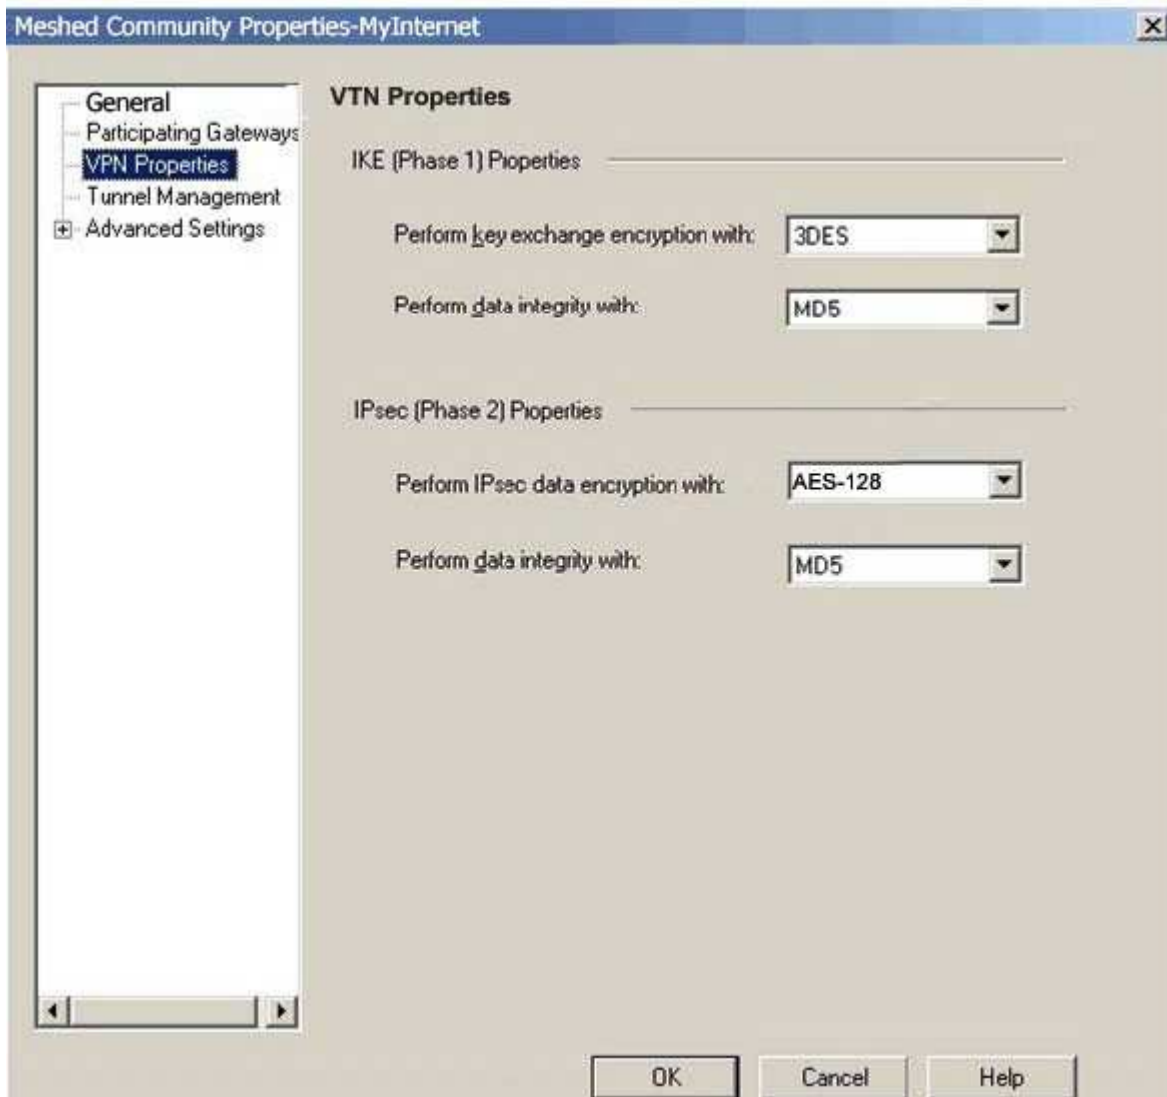 Meshed Community Properties-MyInternet
General
Participating Gateways
VPN Properties
Tunnel Management
Advanced Settings
VTN Properties
IKE (Phase 1) Properties
Perform key exchange encryption with: 3DES
Perform data integrity with: MD5
IPsec (Phase 2) Properties
Perform IPsec data encryption with: AES-128
Perform data integrity with: MD5
OK Cancel Help